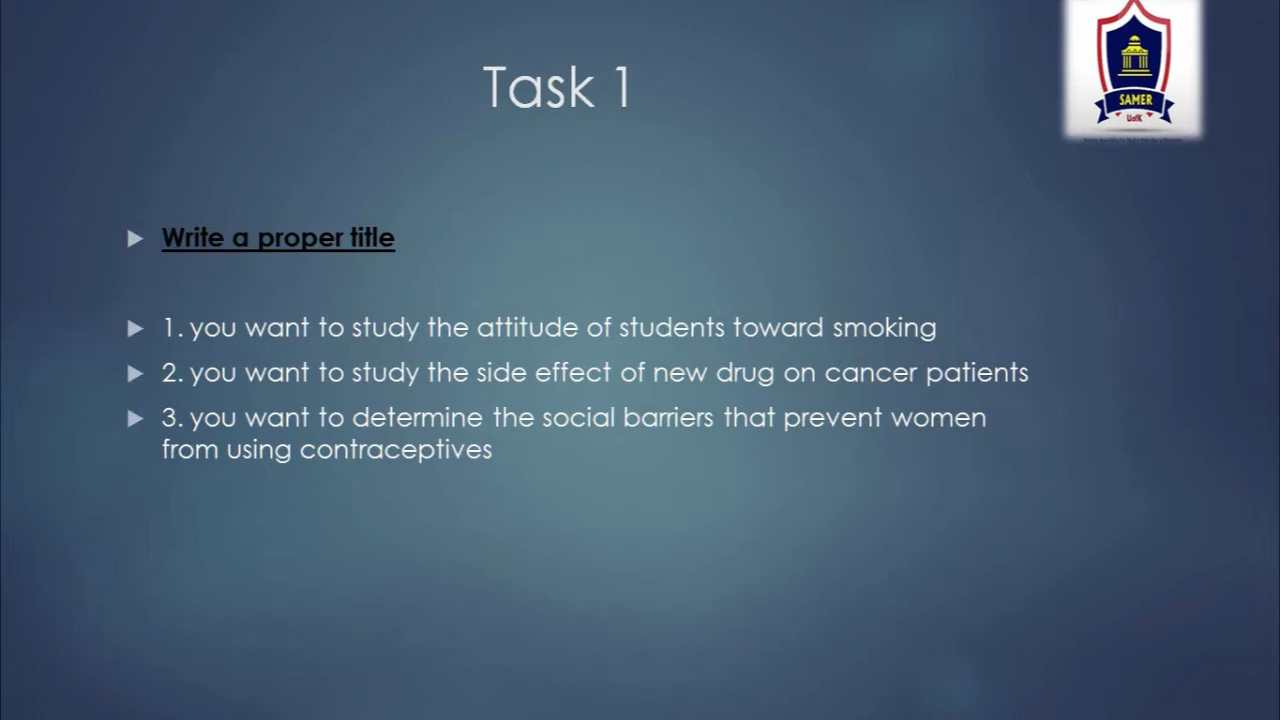 Task 1
SAMER
UofK
Write a proper title
1. you want to study the attitude of students toward smoking
2. you want to study the side effect of new drug on cancer patients
3. you want to determine the social barriers that prevent women
from using contraceptives